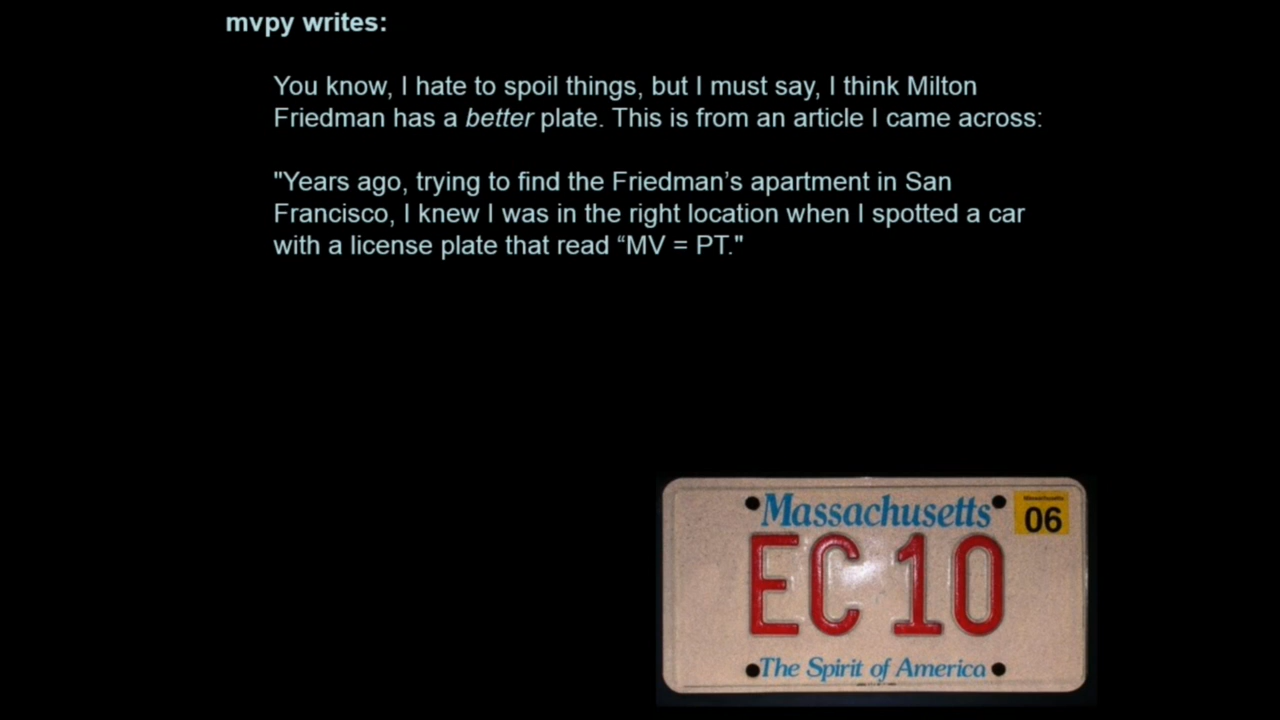 mvpy writes:
You know, I hate to spoil things, but I must say, I think Milton
Friedman has a better plate. This is from an article I came across:
"Years ago, trying to find the Friedman’s apartment in San
Francisco, I knew I was in the right location when I spotted a car
with a license plate that read “MV = PT."
Massachusetts
Massachusetts
06
EC 10
The Spirit of America